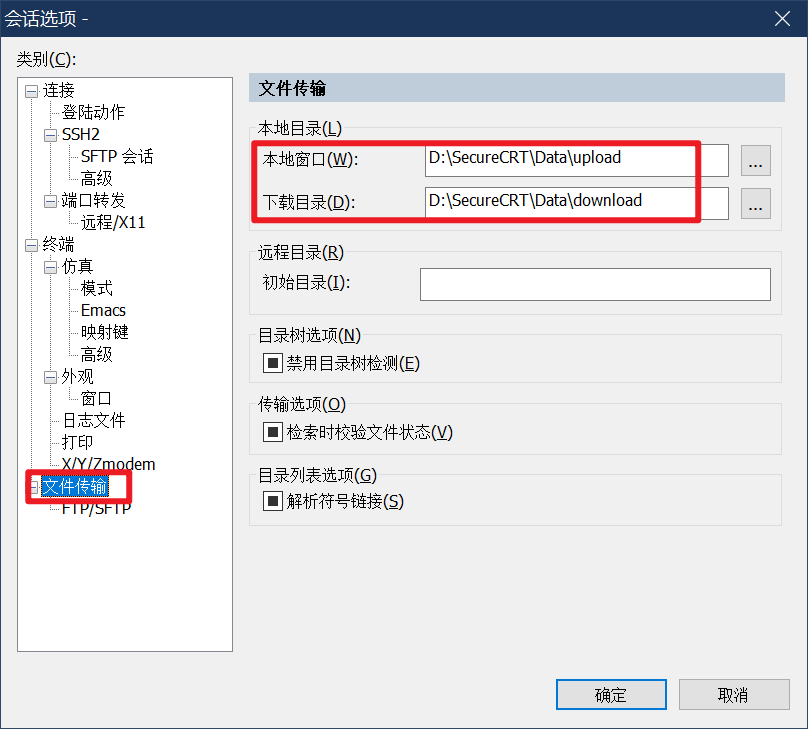 会话选项 -
类别(C):
连接
登陆动作
SSH2
SFTP 会话
高级
端口转发
远程/X11
终端
仿真
模式
Emacs
映射键
高级
外观
窗口
日志文件
打印
X/Y/Zmodem
文件传输
FTP/SFTP
文件传输
本地目录(L)
本地窗口(W): D:\SecureCRT\Data\upload ...
下载目录(D): D:\SecureCRT\Data\download ...
远程目录(R)
初始目录(I):
目录树选项(N)
禁用目录树检测(E)
传输选项(O)
检索时校验文件状态(V)
目录列表选项(G)
解析符号链接(S)
确定 取消